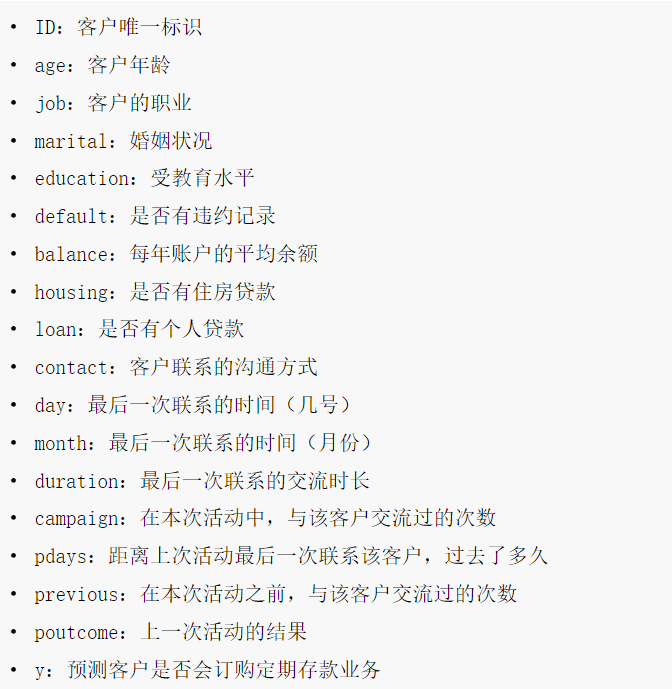 • ID：客户唯一标识
• age：客户年龄
• job：客户的职业
• marital：婚姻状况
• education：受教育水平
• default：是否有违约记录
• balance：每年账户的平均余额
• housing：是否有住房贷款
• loan：是否有个人贷款
• contact：客户联系的沟通方式
• day：最后一次联系的时间（几号）
• month：最后一次联系的时间（月份）
• duration：最后一次联系的交流时长
• campaign：在本次活动中，与该客户交流过的次数
• pdays：距离上次活动最后一次联系该客户，过去了多久
• previous：在本次活动之前，与该客户交流过的次数
• poutcome：上一次活动的结果
• y：预测客户是否会订购定期存款业务